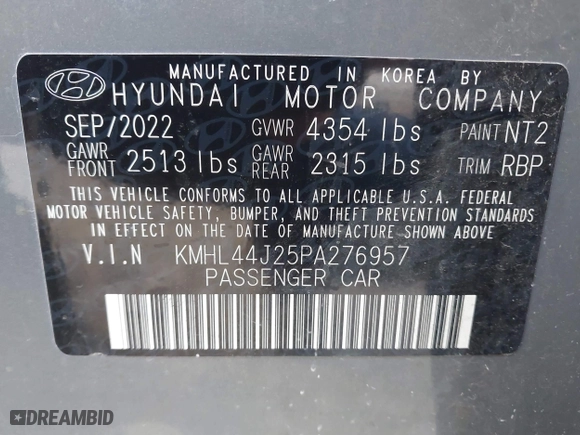 MANUFACTURED IN KOREA BY
HYUNDAI MOTOR COMPANY
SEP/2022 GVWR 4354 lbs PAINT NT2
GAWR FRONT 2513 lbs GAWR REAR 2315 lbs TRIM RBP
THIS VEHICLE CONFORMS TO ALL APPLICABLE U.S.A. FEDERAL
MOTOR VEHICLE SAFETY, BUMPER, AND THEFT PREVENTION STANDARDS
IN EFFECT ON THE DATE OF MANUFACTURE SHOWN ABOVE.
V.I.N KMHL44J25PA276957
PASSENGER CAR
DREAMBID